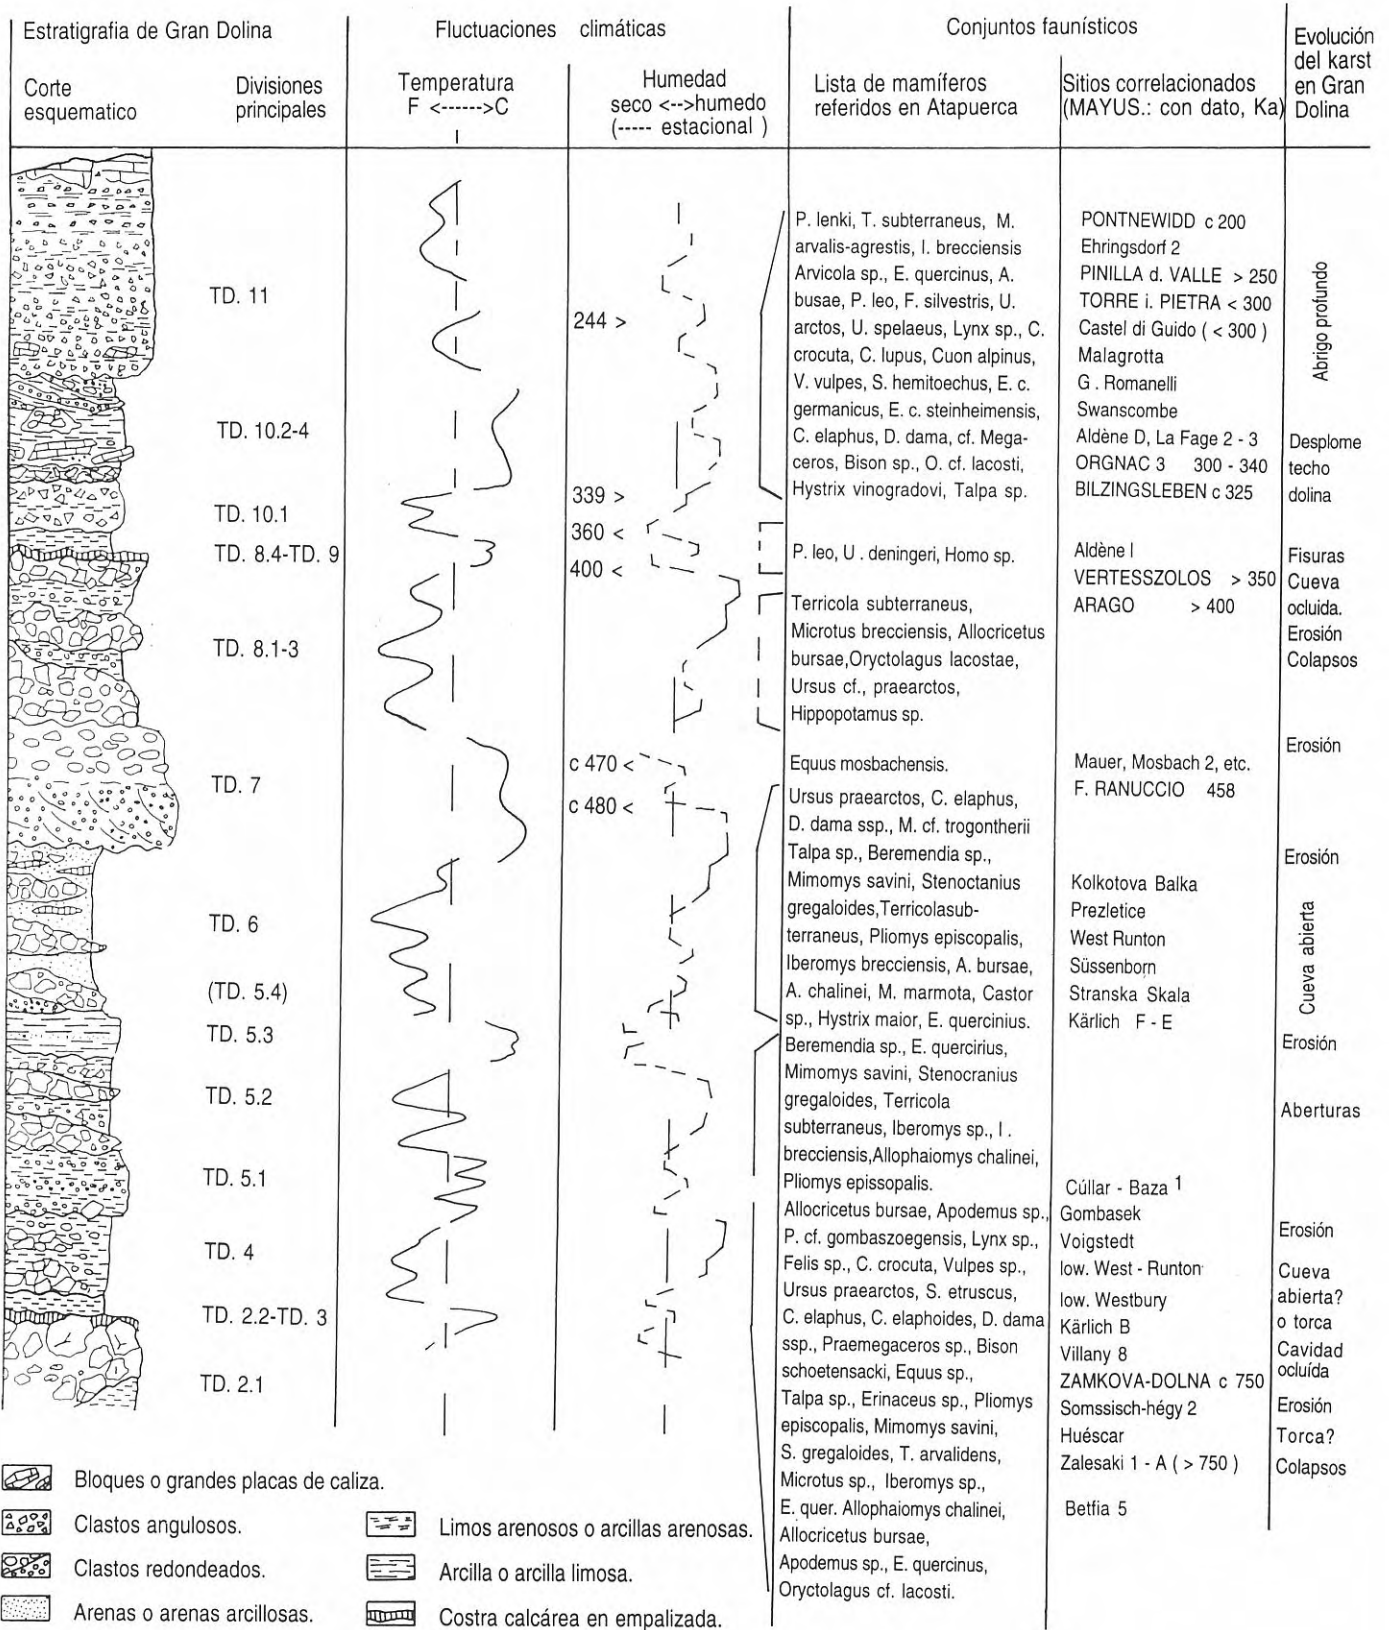 Estratigrafia de Gran Dolina
Corte
esquematico
Divisiones
principales
Fluctuaciones climáticas
Temperatura
F <------>C
Humedad
seco <-->humedo
(----- estacional )
Conjuntos faunísticos
Lista de mamíferos
referidos en Atapuerca
Sitios correlacionados
(MAYUS.: con dato, Ka)
Evolución
del karst
en Gran
Dolina
TD. 11
TD. 10.2-4
TD. 10.1
TD. 8.4-TD. 9
TD. 8.1-3
TD. 7
TD. 6
(TD. 5.4)
TD. 5.3
TD. 5.2
TD. 5.1
TD. 4
TD. 2.2-TD. 3
TD. 2.1
244 >
339 >
360 <
400 <
c 470 <
c 480 <
P. lenki, T. subterraneus, M.
arvalis-agrestis, I. brecciensis
Arvicola sp., E. quercinus, A.
busae, P. leo, F. silvestris, U.
arctos, U. spelaeus, Lynx sp., C.
crocuta, C. lupus, Cuon alpinus,
V. vulpes, S. hemitoechus, E. c.
germanicus, E. c. steinheimensis,
C. elaphus, D. dama, cf. Mega-
ceros, Bison sp., O. cf. lacosti,
Hystrix vinogradovi, Talpa sp.
P. leo, U . deningeri, Homo sp.
Terricola subterraneus,
Microtus brecciensis, Allocricetus
bursae,Oryctolagus lacostae,
Ursus cf., praearctos,
Hippopotamus sp.
Equus mosbachensis.
Ursus praearctos, C. elaphus,
D. dama ssp., M. cf. trogontherii
Talpa sp., Beremendia sp.,
Mimomys savini, Stenoctanius
gregaloides,Terricolasub-
terraneus, Pliomys episcopalis,
Iberomys brecciensis, A. bursae,
A. chalinei, M. marmota, Castor
sp., Hystrix maior, E. quercinius.
Beremendia sp., E. quercirius,
Mimomys savini, Stenocranius
gregaloides, Terricola
subterraneus, Iberomys sp., I .
brecciensis,Allophaiomys chalinei,
Pliomys epissopalis.
Allocricetus bursae, Apodemus sp.,
P. cf. gombaszoegensis, Lynx sp.,
Felis sp., C. crocuta, Vulpes sp.,
Ursus praearctos, S. etruscus,
C. elaphus, C. elaphoides, D. dama
ssp., Praemegaceros sp., Bison
schoetensacki, Equus sp.,
Talpa sp., Erinaceus sp., Pliomys
episcopalis, Mimomys savini,
S. gregaloides, T. arvalidens,
Microtus sp., Iberomys sp.,
E. quer. Allophaiomys chalinei,
Allocricetus bursae,
Apodemus sp., E. quercinus,
Oryctolagus cf. lacosti.
PONTNEWIDD c 200
Ehringsdorf 2
PINILLA d. VALLE > 250
TORRE i. PIETRA < 300
Castel di Guido ( < 300 )
Malagrotta
G . Romanelli
Swanscombe
Aldène D, La Fage 2 - 3
ORGNAC 3 300 - 340
BILZINGSLEBEN c 325
Aldène I
VERTESSZOLOS > 350
ARAGO > 400
Mauer, Mosbach 2, etc.
F. RANUCCIO 458
Kolkotova Balka
Prezletice
West Runton
Süssenborn
Stranska Skala
Kärlich F - E
Cúllar - Baza 1
Gombasek
Voigstedt
low. West - Runton
low. Westbury
Kärlich B
Villany 8
ZAMKOVA-DOLNA c 750
Somssisch-hégy 2
Huéscar
Zalesaki 1 - A ( > 750 )
Betfia 5
Abrigo profundo
Desplome
techo
dolina
Fisuras
Cueva
ocluida.
Erosión
Colapsos
Erosión
Erosión
Cueva abierta
Erosión
Aberturas
Erosión
Cueva
abierta?
o torca
Cavidad
ocluída
Erosión
Torca?
Colapsos
Bloques o grandes placas de caliza.
Clastos angulosos.
Clastos redondeados.
Arenas o arenas arcillosas.
Limos arenosos o arcillas arenosas.
Arcilla o arcilla limosa.
Costra calcárea en empalizada.